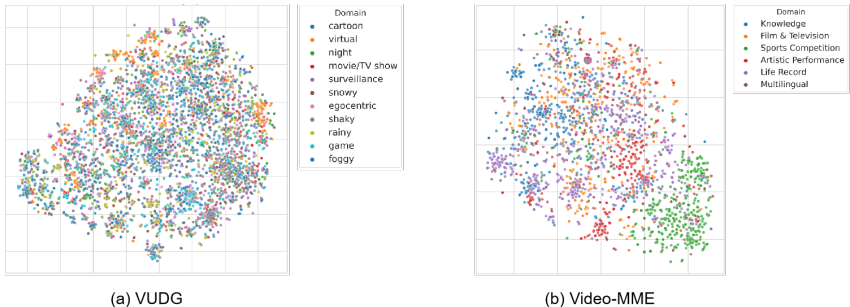 Domain
cartoon
virtual
night
movie/TV show
surveillance
snowy
egocentric
shaky
rainy
game
foggy
(a) VUDG
Domain
Knowledge
Film & Television
Sports Competition
Artistic Performance
Life Record
Multilingual
(b) Video-MME